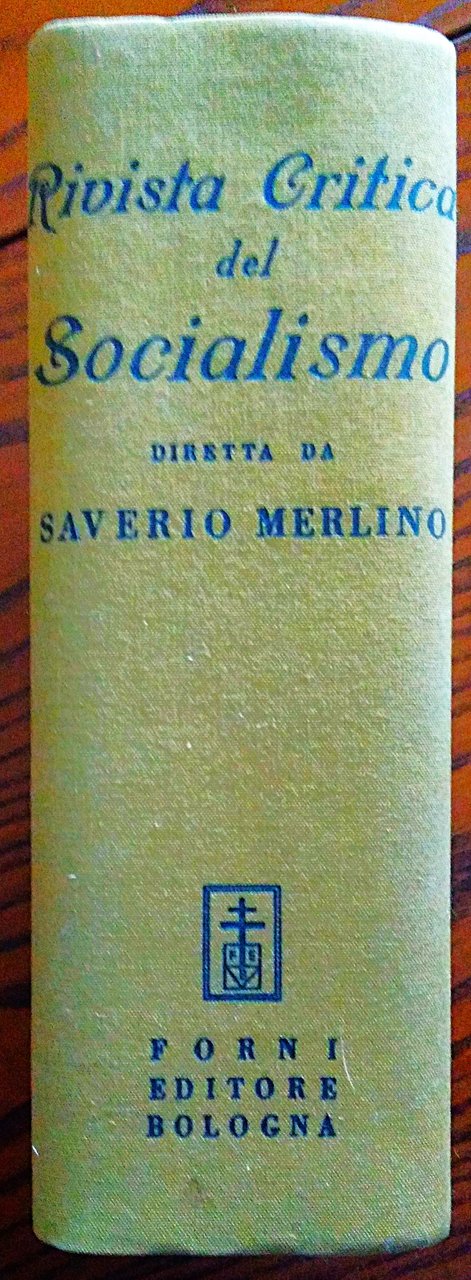 Rivista Critica
del
Socialismo
DIRETTA DA
SAVERIO MERLINO
FORNI
EDITORE
BOLOGNA